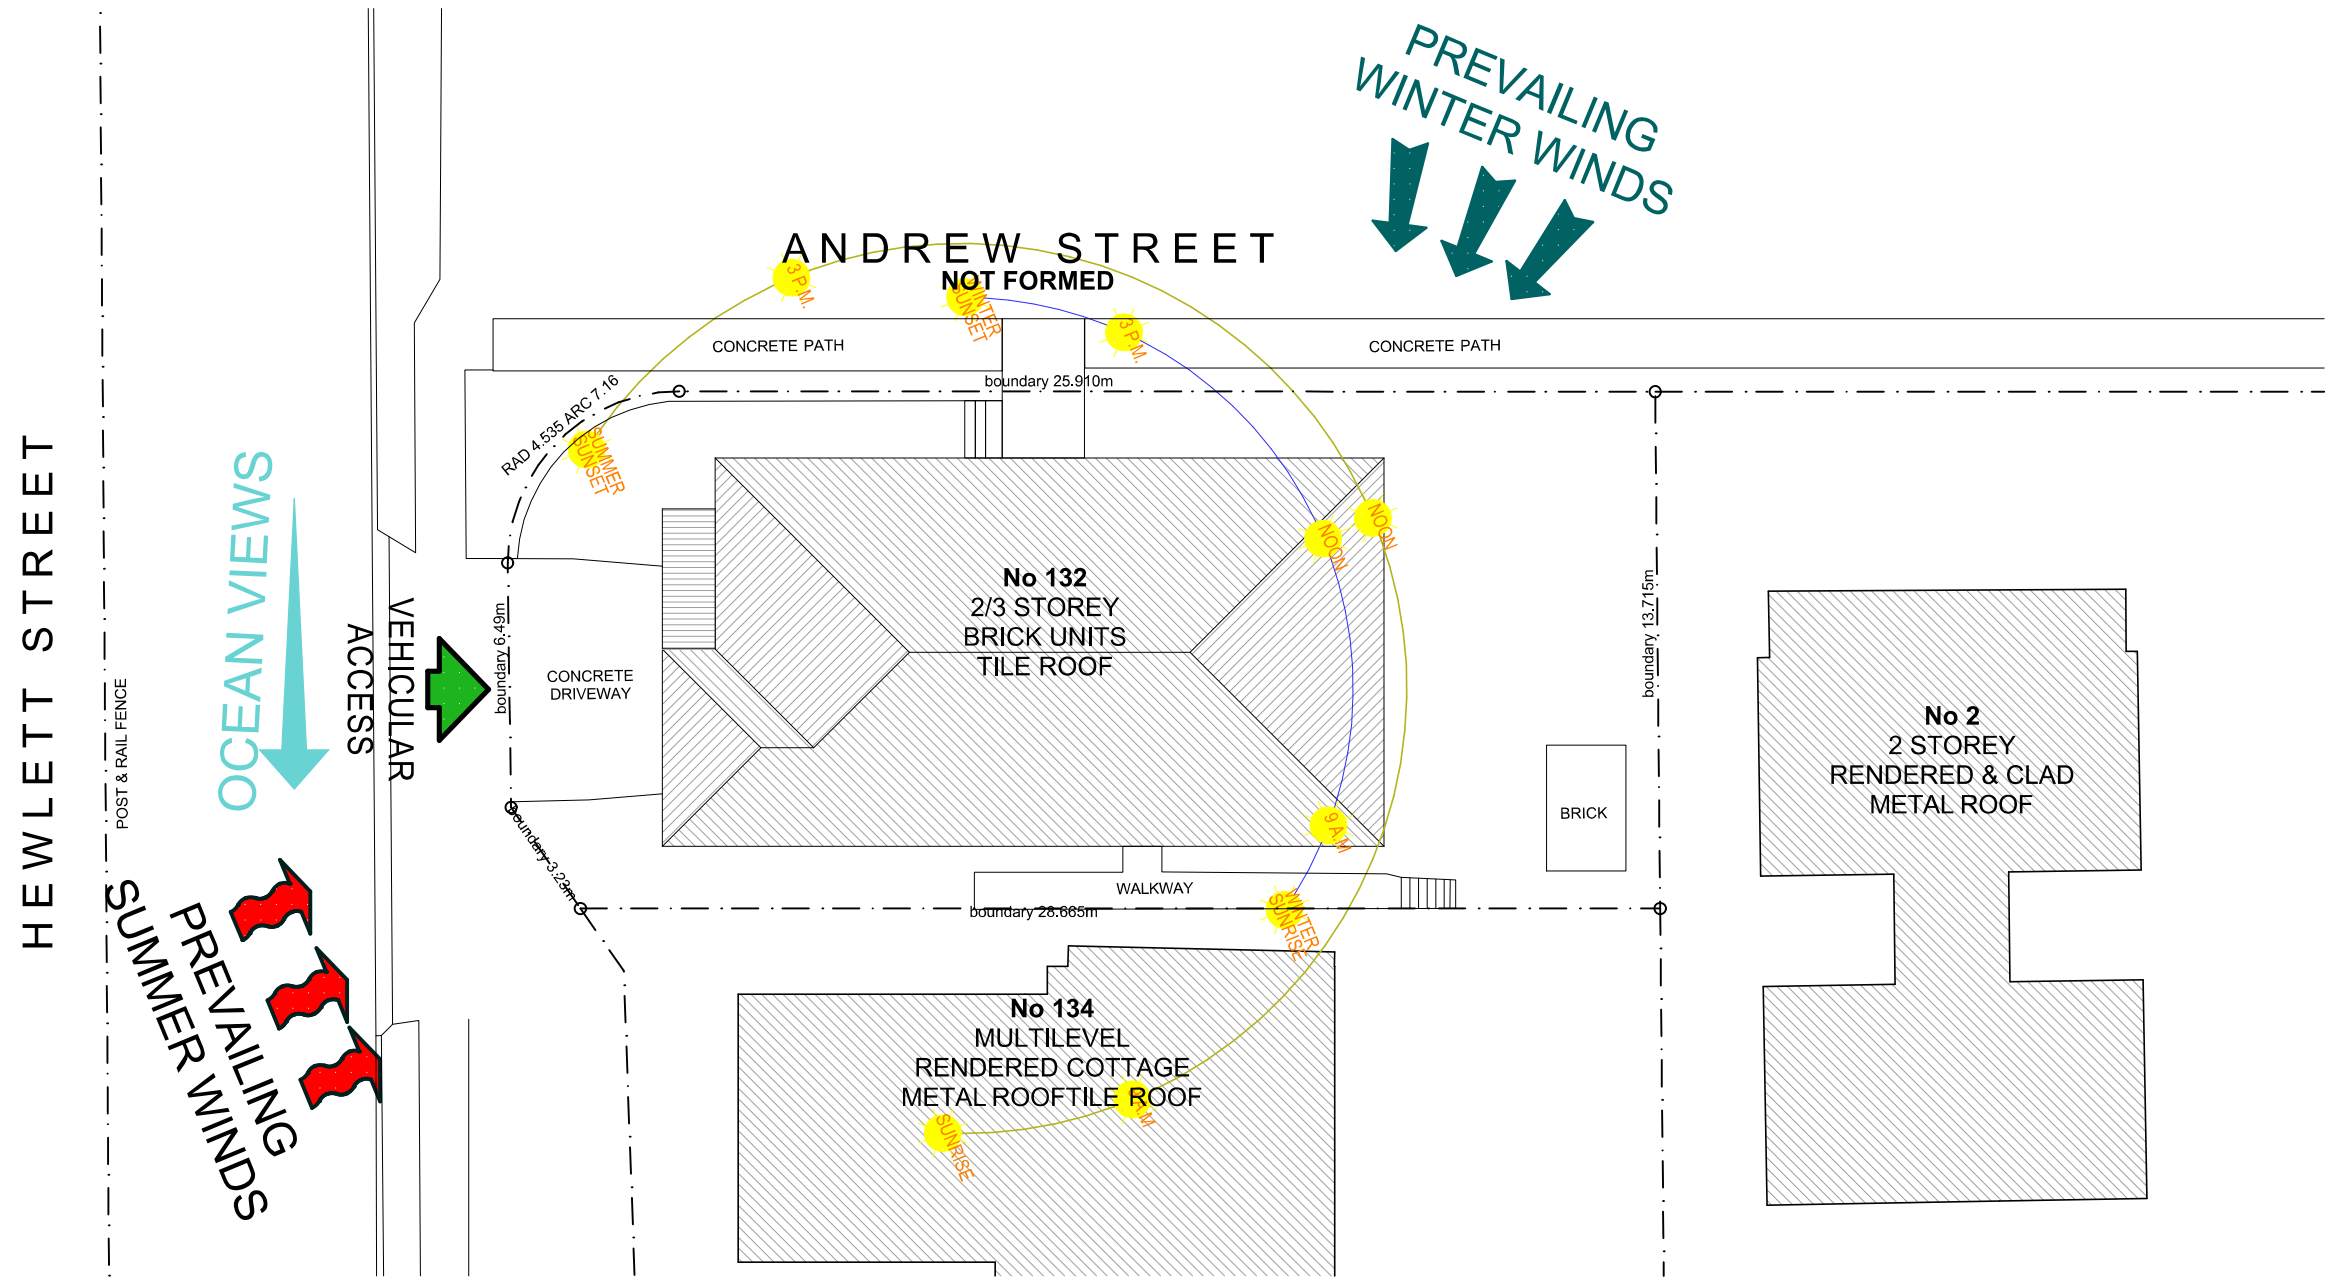 PREVAILING
WINTER WINDS
ANDREW STREET
NOT FORMED
3 P.M.
WINTER
SUNSET
3 P.M.
CONCRETE PATH
CONCRETE PATH
boundary 25.910m
RAD 4.535 ARC 7.16
SUMMER
SUNSET
HEWLETT STREET
OCEAN VIEWS
POST & RAIL FENCE
VEHICULAR
ACCESS
boundary 6.49m
CONCRETE
DRIVEWAY
No 132
2/3 STOREY
BRICK UNITS
TILE ROOF
NOON
NOON
boundary 13.715m
No 2
2 STOREY
RENDERED & CLAD
METAL ROOF
BRICK
9 A.M
boundary 3.23m
WALKWAY
boundary 28.665m
WINTER
SUNRISE
PREVAILING
SUMMER WINDS
No 134
MULTILEVEL
RENDERED COTTAGE
METAL ROOFTILE ROOF
SUNRISE